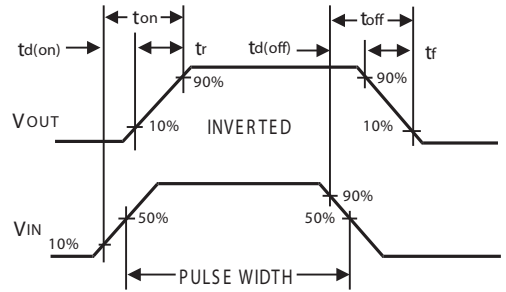 ton toff
td(on) tr td(off) tf
90% 90%
VOUT 10% INVERTED 10%
90%
VIN 50% 50%
10%
PULSE WIDTH